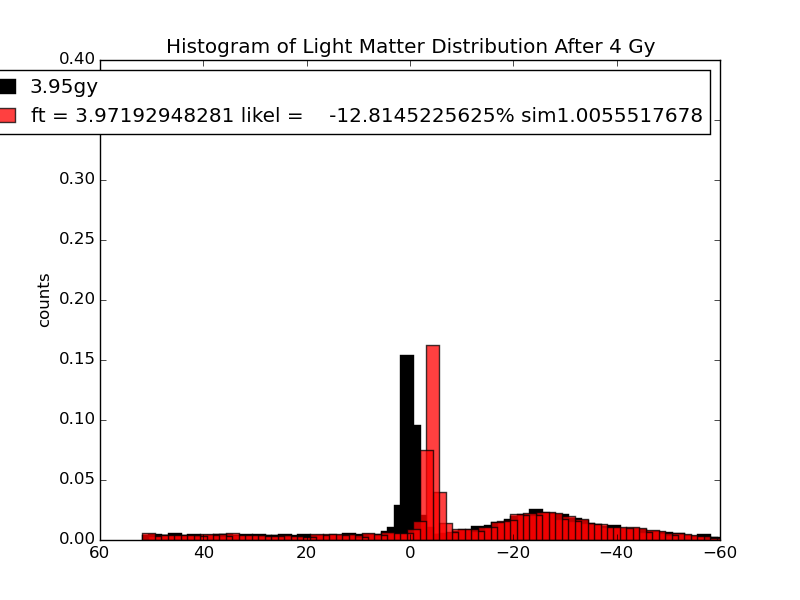 Histogram of Light Matter Distribution After 4 Gy
0.40
3.95gy
ft = 3.97192948281 likel = -12.8145225625% sim1.0055517678
0.30
0.25
0.20
0.15
0.10
0.05
0.00
counts
60 40 20 0 −20 −40 −60